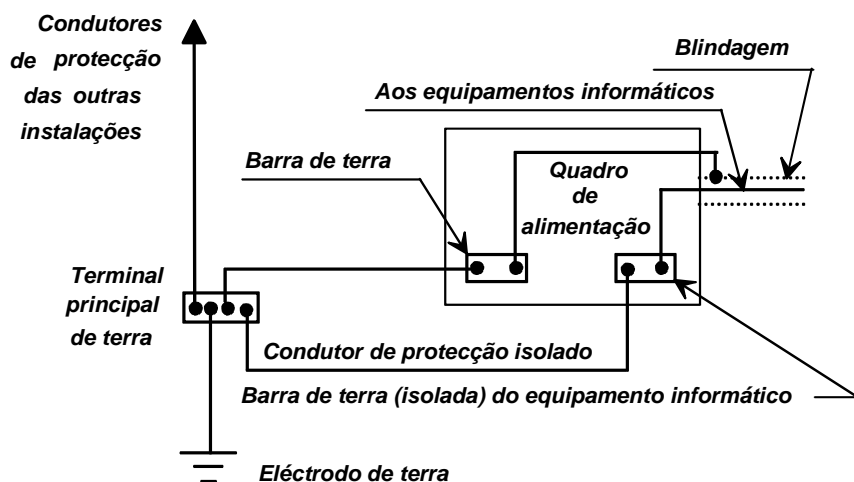 Condutores
de protecção
das outras
instalações
Blindagem
Aos equipamentos informáticos
Barra de terra
Quadro
de
alimentação
Terminal
principal
de terra
Condutor de protecção isolado
Barra de terra (isolada) do equipamento informático
Eléctrodo de terra